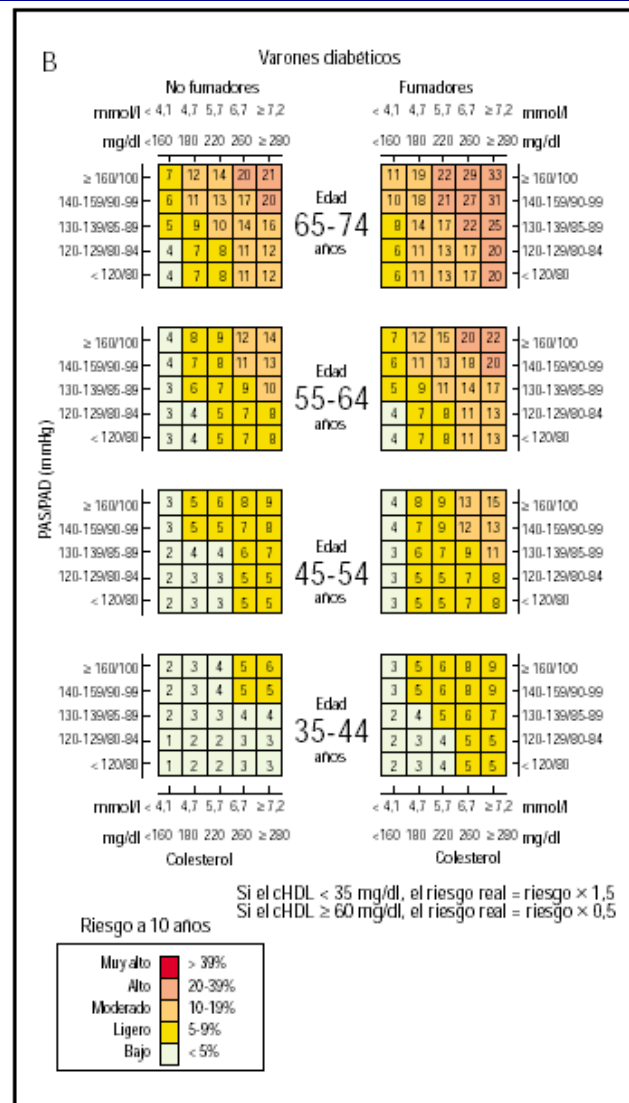 B
Varones diabéticos
No fumadores Fumadores
mmol/l < 4,1 4,7 5,7 6,7 ≥ 7,2 < 4,1 4,7 5,7 6,7 ≥ 7,2 mmol/l
mg/dl <160 180 220 260 ≥ 280 <160 180 220 260 ≥ 280 mg/dl
≥ 160/100 7 12 14 20 21 Edad 11 19 22 29 33 ≥ 160/100
140-159/90-99 6 11 13 17 20 65-74 10 18 21 27 31 140-159/90-99
130-139/85-89 5 9 10 14 16 años 8 14 17 22 25 130-139/85-89
120-129/80-84 4 7 8 11 12 6 11 13 17 20 120-129/80-84
< 120/80 4 7 8 11 12 6 11 13 17 20 < 120/80
PAS/PAD (mmHg)
≥ 160/100 4 8 9 12 14 Edad 7 12 15 20 22 ≥ 160/100
140-159/90-99 4 7 8 11 13 55-64 6 11 13 18 20 140-159/90-99
130-139/85-89 3 6 7 9 10 años 5 9 11 14 17 130-139/85-89
120-129/80-84 3 4 5 7 8 4 7 8 11 13 120-129/80-84
< 120/80 3 4 5 7 8 4 7 8 11 13 < 120/80
≥ 160/100 3 5 6 8 9 Edad 4 8 9 13 15 ≥ 160/100
140-159/90-99 3 5 5 7 8 45-54 4 7 9 12 13 140-159/90-99
130-139/85-89 2 4 4 6 7 años 3 6 7 9 11 130-139/85-89
120-129/80-84 2 3 3 5 5 3 5 5 7 8 120-129/80-84
< 120/80 2 3 3 5 5 3 5 5 7 8 < 120/80
≥ 160/100 2 3 4 5 6 Edad 3 5 6 8 9 ≥ 160/100
140-159/90-99 2 3 4 5 5 35-44 3 5 6 8 9 140-159/90-99
130-139/85-89 2 3 3 4 4 años 2 4 5 6 7 130-139/85-89
120-129/80-84 1 2 2 3 3 2 3 4 5 5 120-129/80-84
< 120/80 1 2 2 3 3 2 3 4 5 5 < 120/80
mmol/l < 4,1 4,7 5,7 6,7 ≥ 7,2 < 4,1 4,7 5,7 6,7 ≥ 7,2 mmol/l
mg/dl <160 180 220 260 ≥ 280 <160 180 220 260 ≥ 280 mg/dl
Colesterol Colesterol
Si el cHDL < 35 mg/dl, el riesgo real = riesgo × 1,5
Si el cHDL ≥ 60 mg/dl, el riesgo real = riesgo × 0,5
Riesgo a 10 años
Muy alto > 39%
Alto 20-39%
Moderado 10-19%
Ligero 5-9%
Bajo < 5%